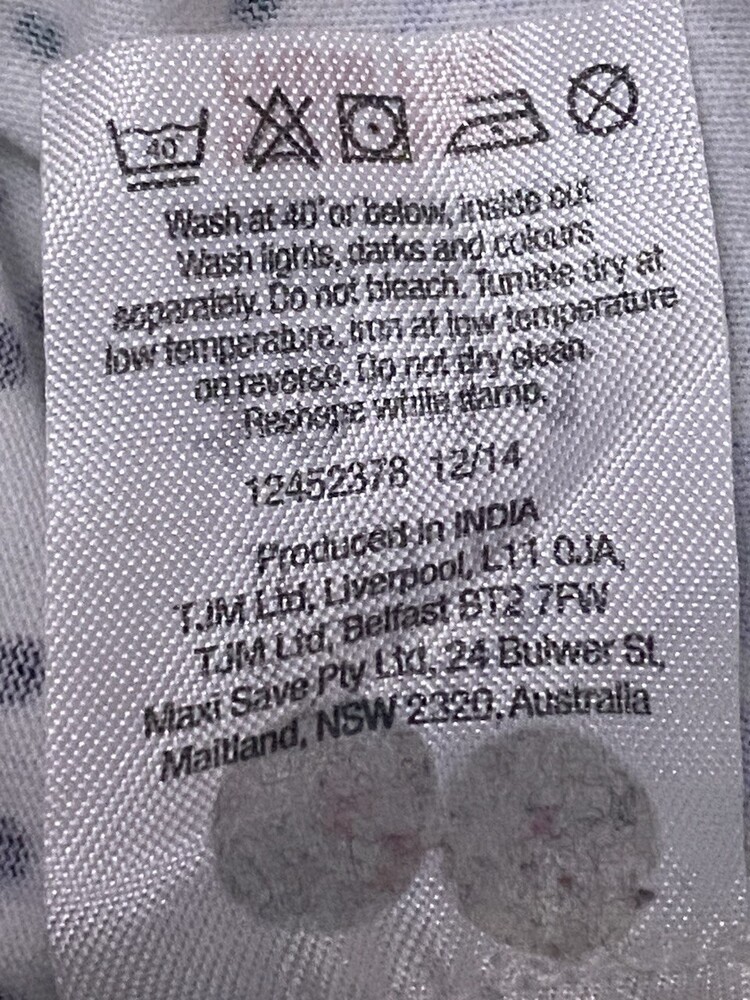 40
Wash at 40° or below, inside out
Wash lights, darks and colours
separately. Do not bleach. Tumble dry at
low temperature. Iron at low temperature
on reverse. Do not dry clean.
Reshape while damp.
12452378 12/14
Produced in INDIA
TJM Ltd, Liverpool, L11 0JA,
TJM Ltd, Belfast BT2 7FW
Maxi Save Pty Ltd, 24 Bulwer St,
Maitland, NSW 2320, Australia